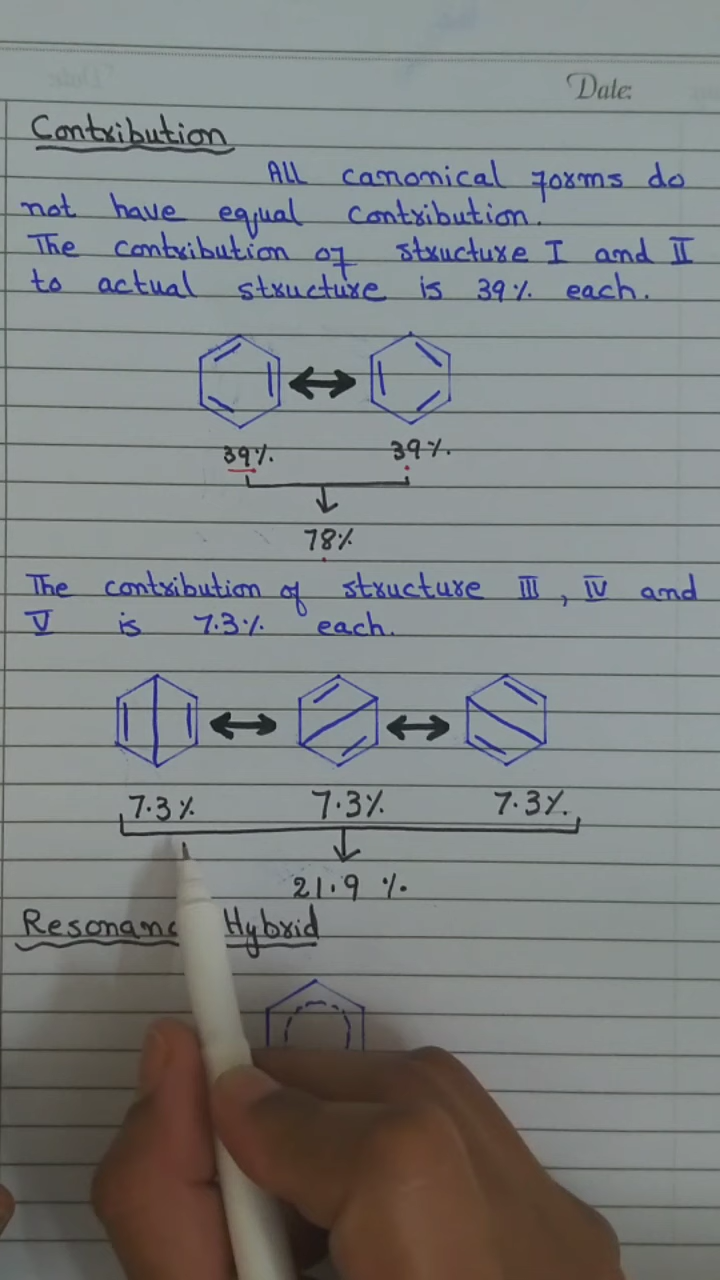 Date:
Contribution
All canonical forms do
not have equal contribution.
The contribution of structure I and II
to actual structure is 39% each.
39% 39%.
78%
The contribution of structure III, IV and
V is 7.3% each.
7.3% 7.3% 7.3%.
21.9 %
Resonanc Hybrid